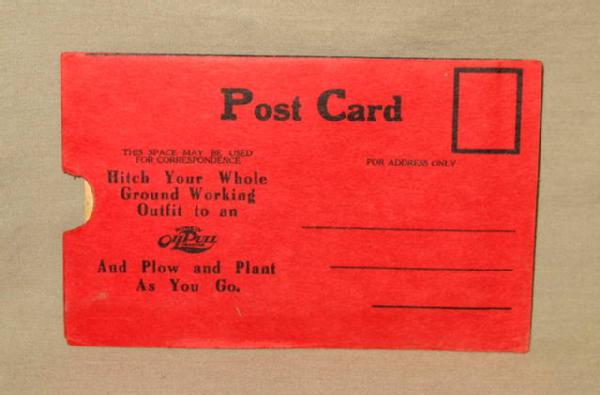 Post Card
THIS SPACE MAY BE USED
FOR CORRESPONDENCE
FOR ADDRESS ONLY
Hitch Your Whole
Ground Working
Outfit to an
OilPull
And Plow and Plant
As You Go.